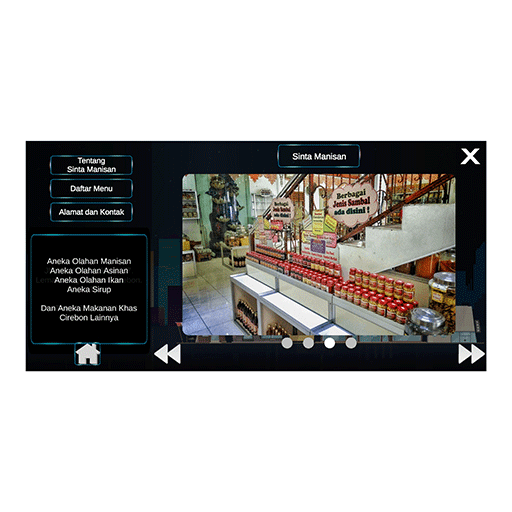 Tentang
Sinta Manisan
Daftar Menu
Alamat dan Kontak
Aneka Olahan Manisan
Aneka Olahan Asinan
Aneka Olahan Ikan
Aneka Sirup
Dan Aneka Makanan Khas
Cirebon Lainnya
Sinta Manisan
X
Berbagai
Jenis Sambal
ada disini !